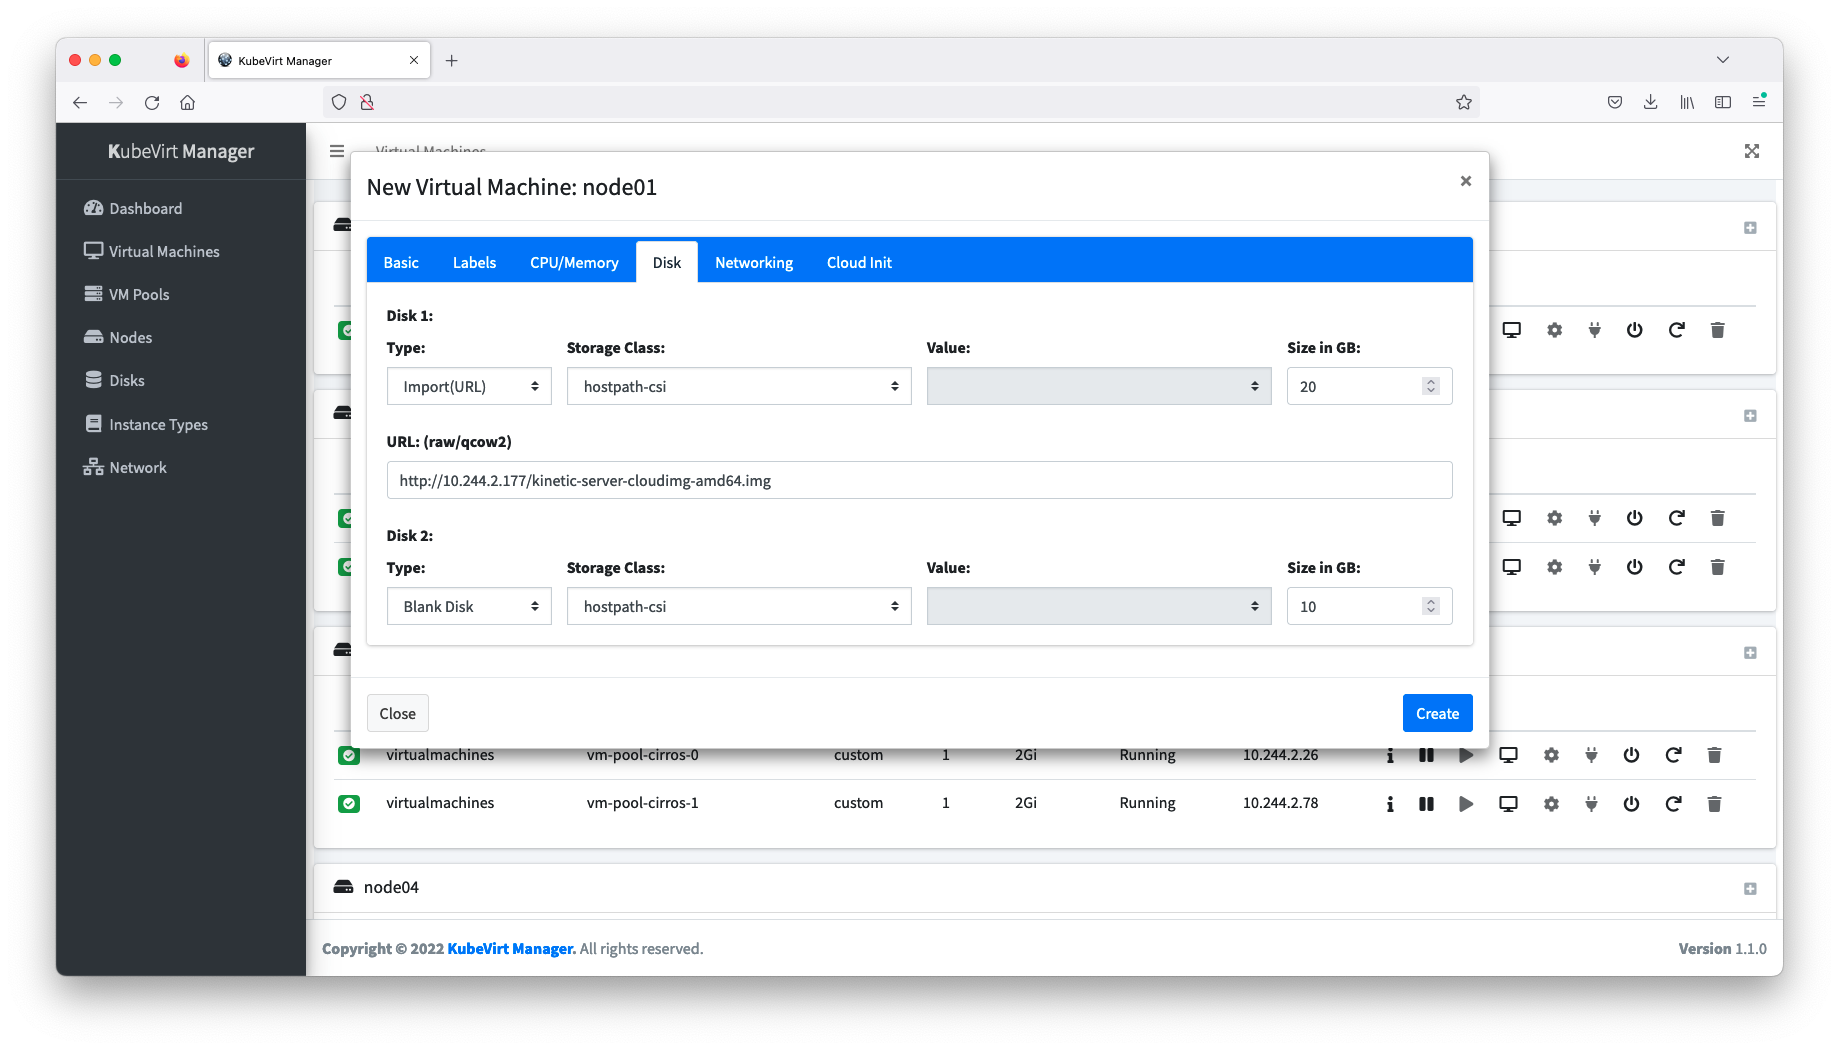 KubeVirt Manager
KubeVirt Manager
Virtual Machines
Dashboard
Virtual Machines
VM Pools
Nodes
Disks
Instance Types
Network
New Virtual Machine: node01
Basic Labels CPU/Memory Disk Networking Cloud Init
Disk 1:
Type: Storage Class: Value: Size in GB:
Import(URL) hostpath-csi 20
URL: (raw/qcow2)
http://10.244.2.177/kinetic-server-cloudimg-amd64.img
Disk 2:
Type: Storage Class: Value: Size in GB:
Blank Disk hostpath-csi 10
Close Create
virtualmachines vm-pool-cirros-0 custom 1 2Gi Running 10.244.2.26
virtualmachines vm-pool-cirros-1 custom 1 2Gi Running 10.244.2.78
node04
Copyright © 2022 KubeVirt Manager. All rights reserved. Version 1.1.0